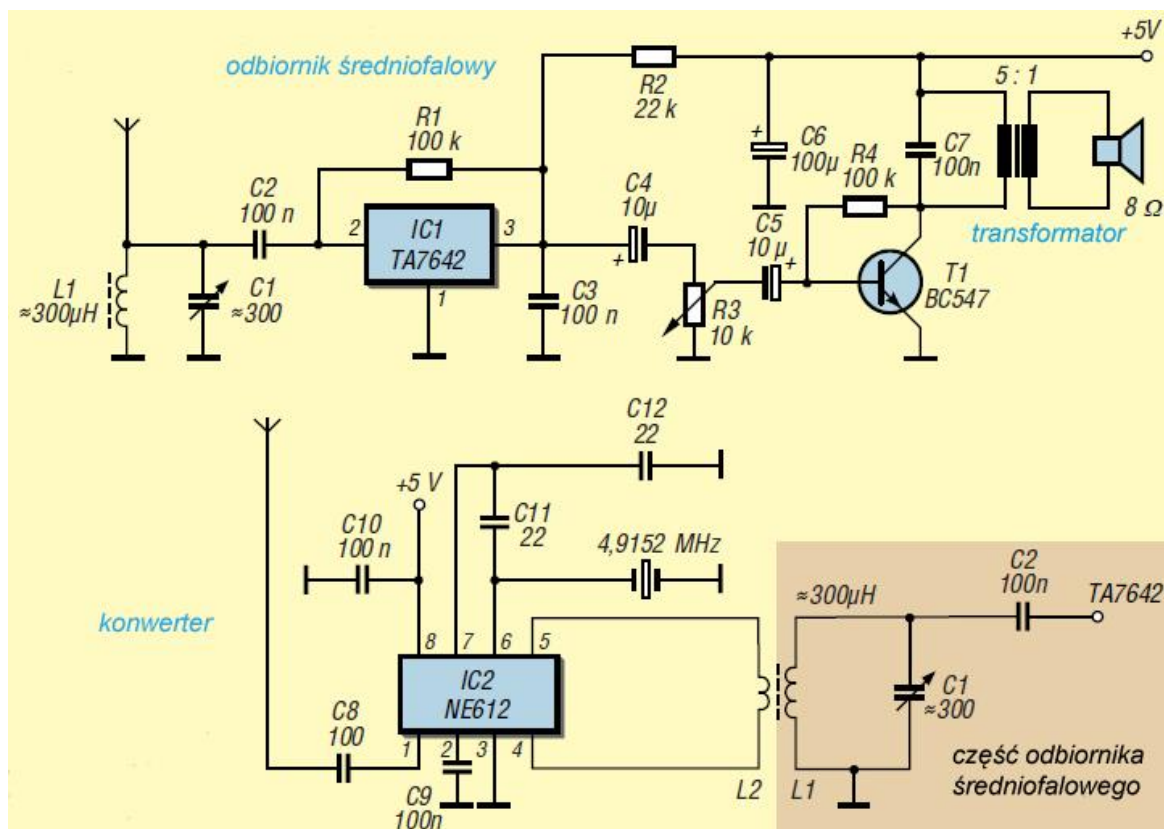 odbiornik średniofalowy
+5V
R2
22 k
5 : 1
R1
100 k
C6
100µ
+
R4
100 k
C7
100n
C2
100 n
C4
10µ
+
C5
10 µ
+
8 Ω
transformator
2
IC1
TA7642
3
1
L1
≈300µH
C1
≈300
C3
100 n
R3
10 k
T1
BC547
C12
22
+5 V
C10
100 n
C11
22
4,9152 MHz
konwerter
≈300µH
C2
100n
TA7642
8
7
6
5
IC2
NE612
1
2
3
4
C8
100
C9
100n
L2
L1
C1
≈300
część odbiornika
średniofalowego